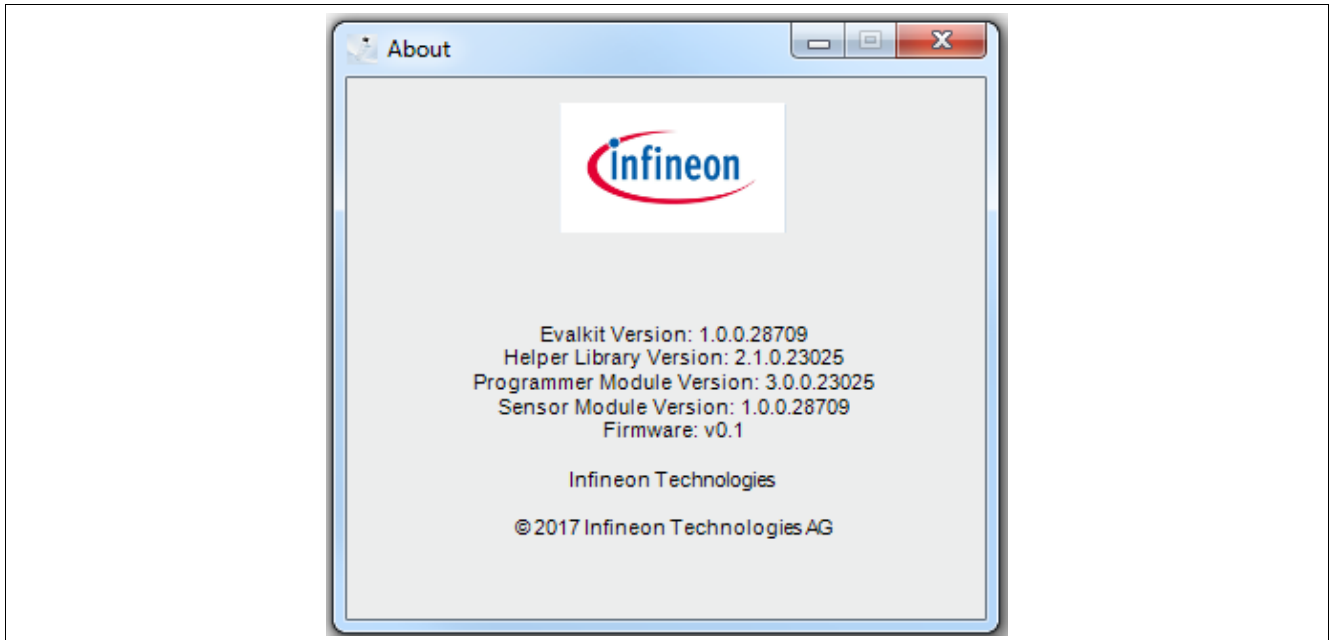 About
infineon
Evalkit Version: 1.0.0.28709
Helper Library Version: 2.1.0.23025
Programmer Module Version: 3.0.0.23025
Sensor Module Version: 1.0.0.28709
Firmware: v0.1
Infineon Technologies
© 2017 Infineon Technologies AG